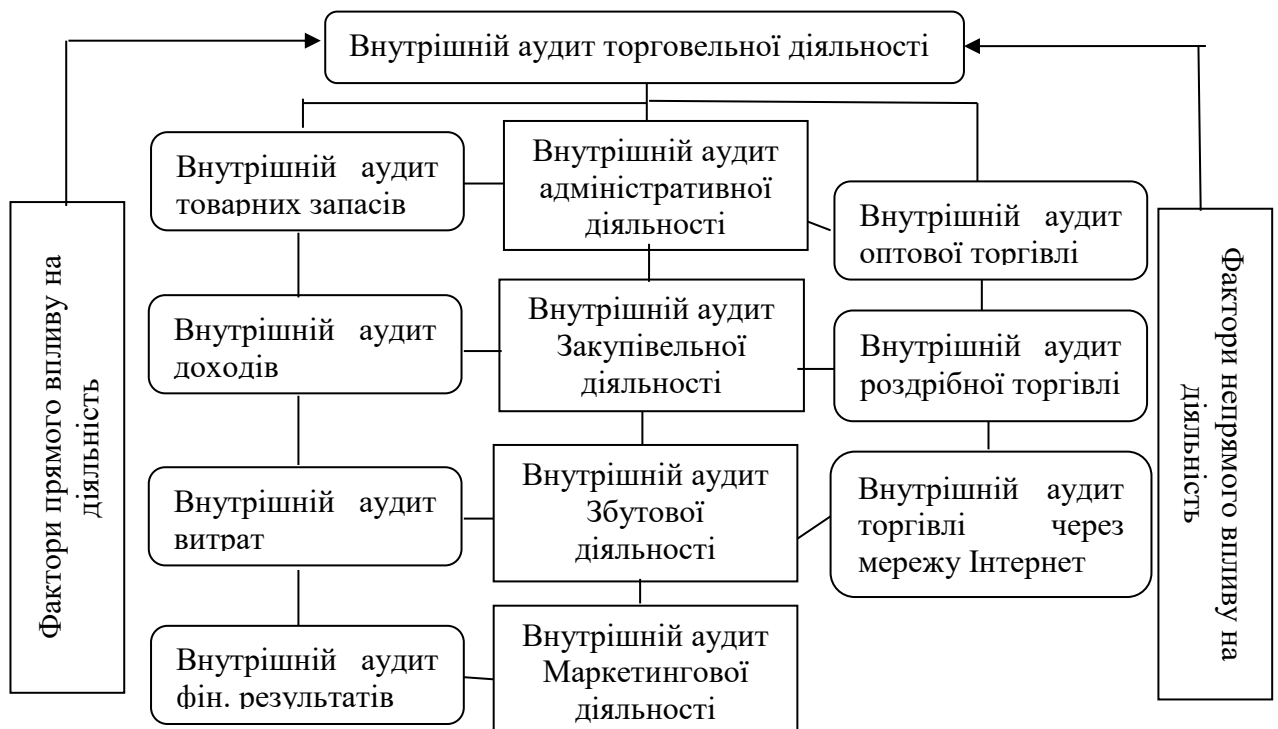 Внутрішній аудит торговельної діяльності
Внутрішній аудит
товарних запасів
Внутрішній аудит
адміністративної
діяльності
Внутрішній аудит
оптової торгівлі
Фактори прямого впливу на
діяльність
Фактори непрямого впливу на
діяльність
Внутрішній аудит
доходів
Внутрішній аудит
Закупівельної
діяльності
Внутрішній аудит
роздрібної торгівлі
Внутрішній аудит
витрат
Внутрішній аудит
Збутової
діяльності
Внутрішній аудит
торгівлі через
мережу Інтернет
Внутрішній аудит
фін. результатів
Внутрішній аудит
Маркетингової
діяльності